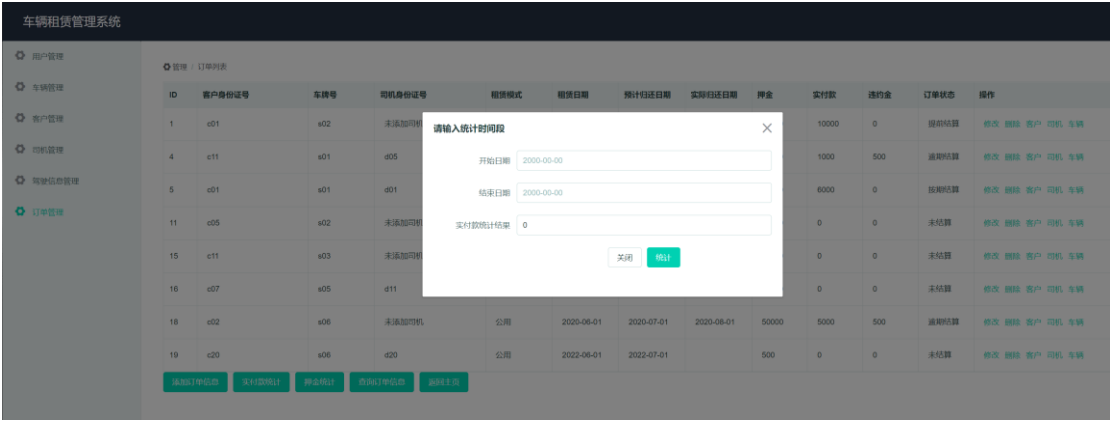 车辆租赁管理系统
用户管理
车辆管理
客户管理
司机管理
驾驶信息管理
订单管理
管理 / 订单列表
ID 客户身份证号 车牌号 司机身份证号 租赁模式 租赁日期 预计归还日期 实际归还日期 押金 实付款 违约金 订单状态 操作
1 c01 s02 未添加司机 10000 0 提前结算 修改 删除 客户 司机 车辆
4 c11 s01 d05 1000 500 逾期结算 修改 删除 客户 司机 车辆
5 c01 s01 d01 6000 0 按期结算 修改 删除 客户 司机 车辆
11 c05 s02 未添加司机 0 0 未结算 修改 删除 客户 司机 车辆
15 c11 s03 未添加司机 0 0 未结算 修改 删除 客户 司机 车辆
16 c07 s05 d11 0 0 未结算 修改 删除 客户 司机 车辆
18 c02 s06 未添加司机 公用 2020-06-01 2020-07-01 2020-08-01 50000 5000 500 逾期结算 修改 删除 客户 司机 车辆
19 c20 s06 d20 公用 2022-06-01 2022-07-01 500 0 0 未结算 修改 删除 客户 司机 车辆
添加订单信息 实付款统计 押金统计 查询订单信息 返回主页
请输入统计时间段
开始日期 2000-00-00
结束日期 2000-00-00
实付款统计结果 0
关闭 统计